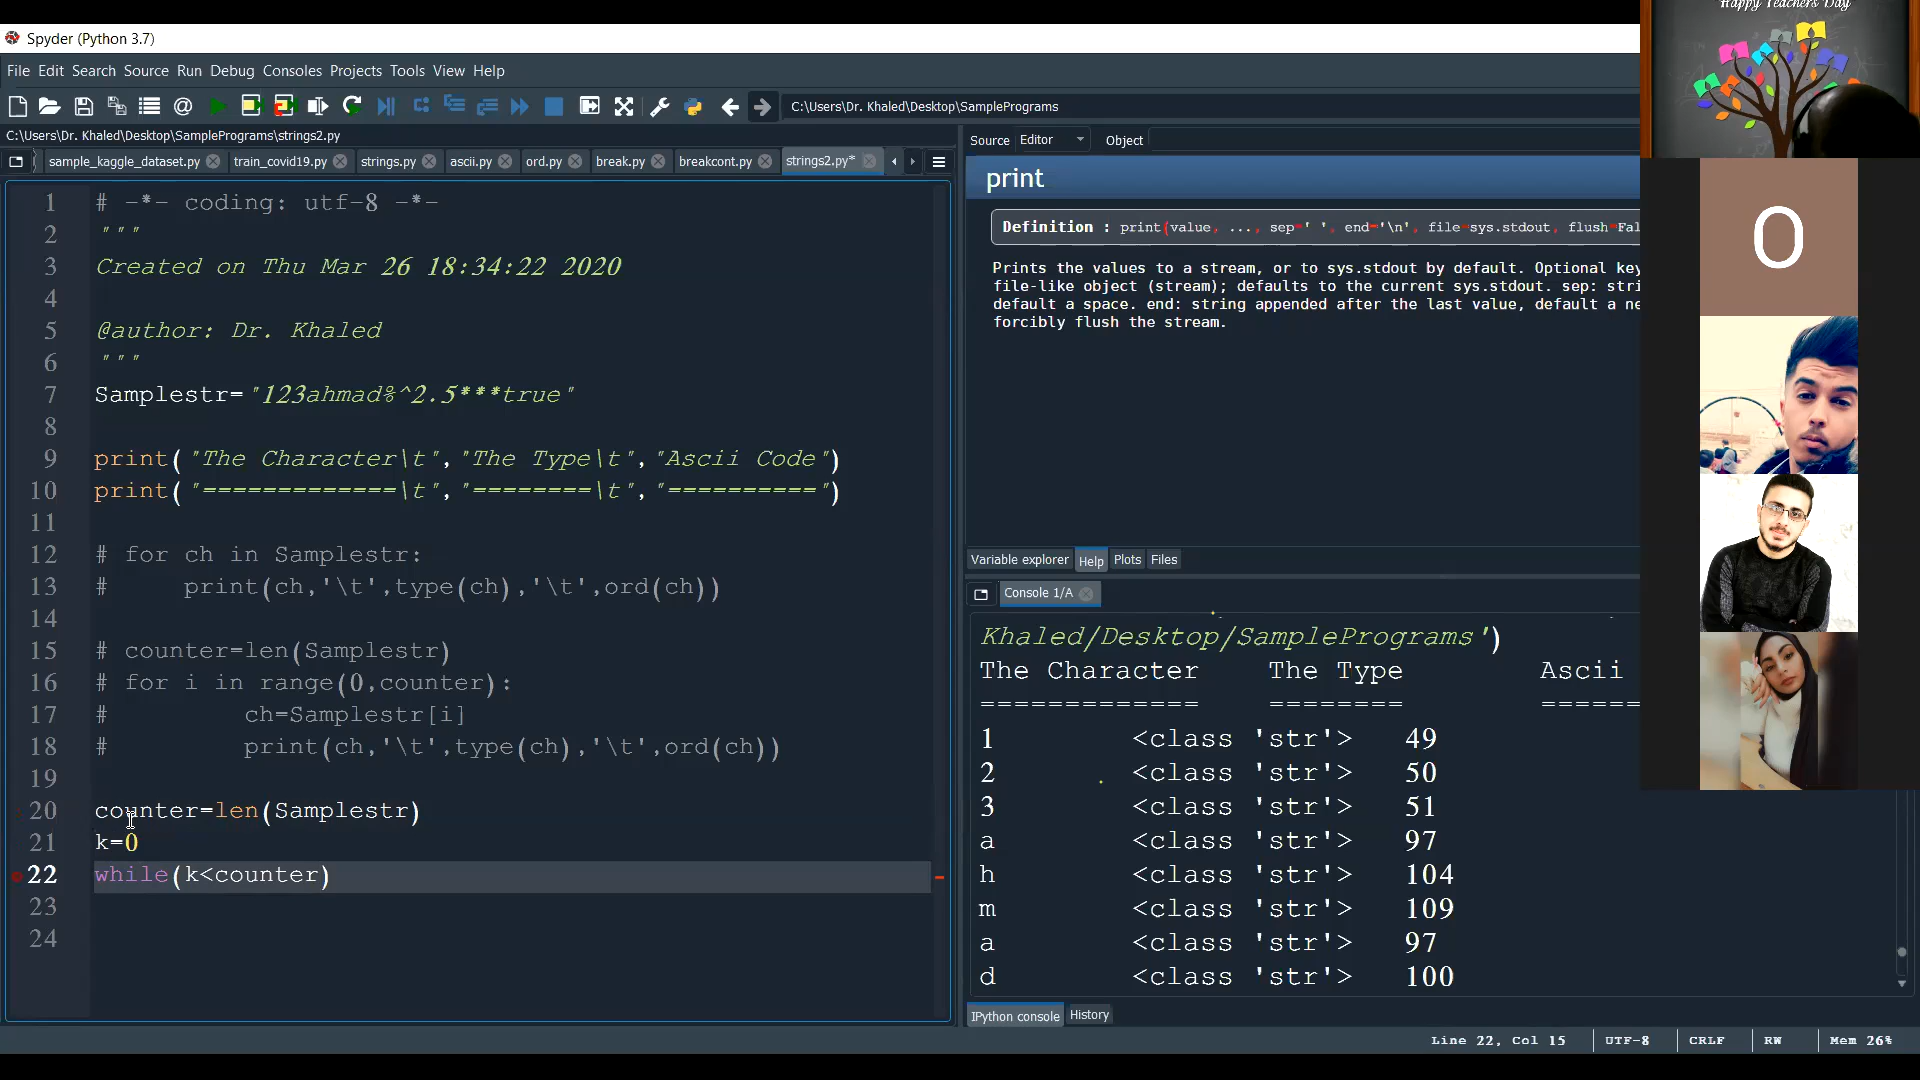 Happy Teachers Day
Spyder (Python 3.7)
File Edit Search Source Run Debug Consoles Projects Tools View Help
C:\Users\Dr. Khaled\Desktop\SamplePrograms
C:\Users\Dr. Khaled\Desktop\SamplePrograms\strings2.py
sample_kaggle_dataset.py train_covid19.py strings.py ascii.py ord.py break.py breakcont.py strings2.py*
1 # -*- coding: utf-8 -*-
2 """
3 Created on Thu Mar 26 18:34:22 2020
4
5 @author: Dr. Khaled
6 """
7 Samplestr="123ahmad%^2.5***true"
8
9 print("The Character\t","The Type\t","Ascii Code")
10 print("=============\t","========\t","==========")
11
12 # for ch in Samplestr:
13 #     print(ch,'\t',type(ch),'\t',ord(ch))
14
15 # counter=len(Samplestr)
16 # for i in range(0,counter):
17 #         ch=Samplestr[i]
18 #         print(ch,'\t',type(ch),'\t',ord(ch))
19
20 counter=len(Samplestr)
21 k=0
22 while(k<counter)
23
24
Source Editor Object
print
Definition : print(value, ..., sep=' ', end='\n', file=sys.stdout, flush=Fal
Prints the values to a stream, or to sys.stdout by default. Optional key
file-like object (stream); defaults to the current sys.stdout. sep: stri
default a space. end: string appended after the last value, default a ne
forcibly flush the stream.
Variable explorer Help Plots Files
Console 1/A
Khaled/Desktop/SamplePrograms')
The Character The Type Ascii
============= ======== ======
1 <class 'str'> 49
2 <class 'str'> 50
3 <class 'str'> 51
a <class 'str'> 97
h <class 'str'> 104
m <class 'str'> 109
a <class 'str'> 97
d <class 'str'> 100
IPython console History
Line 22, Col 15 UTF-8 CRLF RW Mem 26%
O